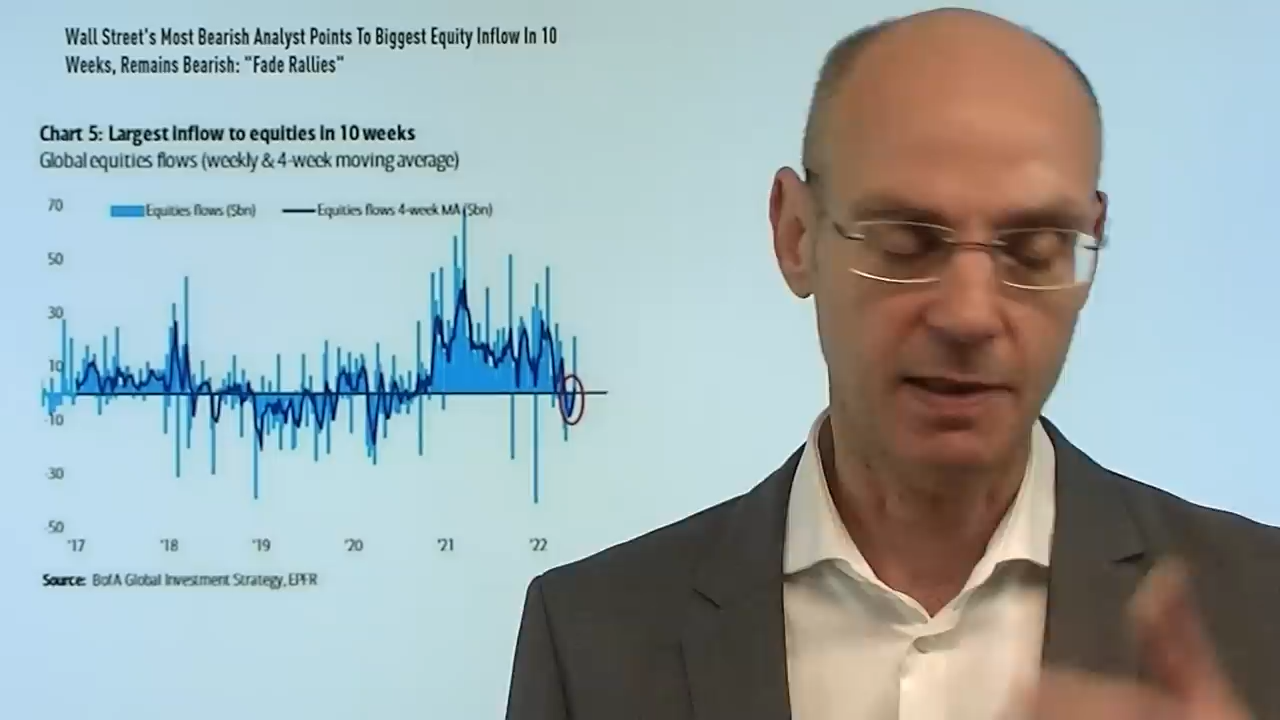 Wall Street's Most Bearish Analyst Points To Biggest Equity Inflow In 10
Weeks, Remains Bearish: "Fade Rallies"
Chart 5: Largest inflow to equities in 10 weeks
Global equities flows (weekly & 4-week moving average)
70
Equities flows ($bn)
Equities flows 4-week MA ($bn)
50
30
10
-10
-30
-50
'17 '18 '19 '20 '21 '22
Source: BofA Global Investment Strategy, EPFR